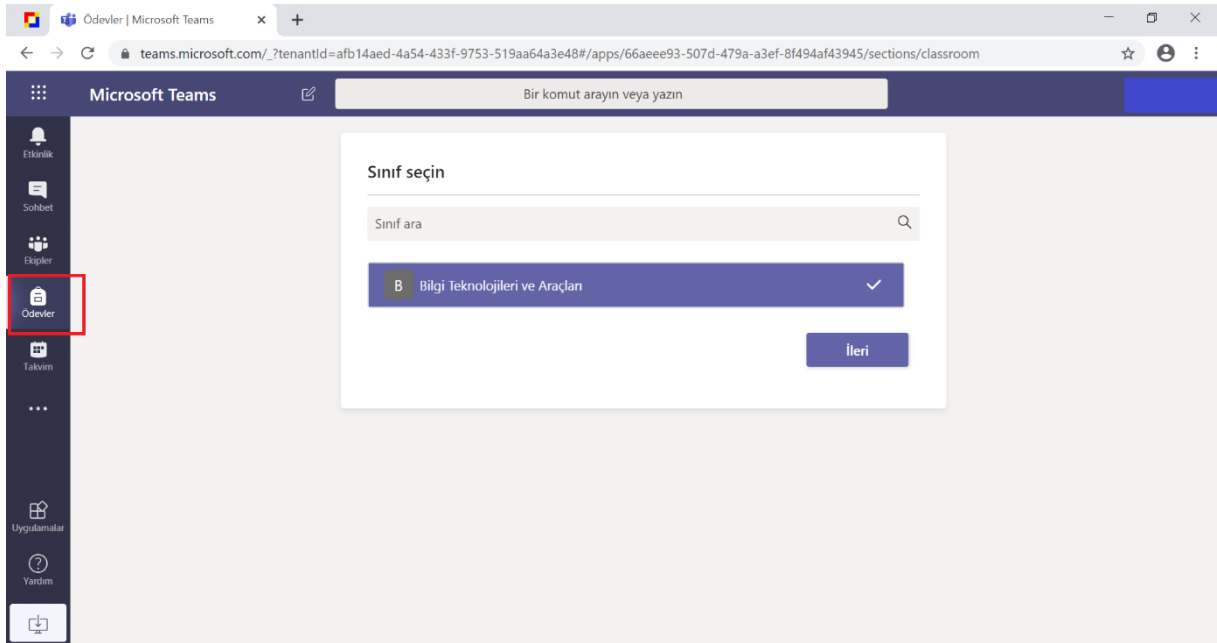 Ödevler | Microsoft Teams
teams.microsoft.com/_?tenantId=afb14aed-4a54-433f-9753-519aa64a3e48#/apps/66aeee93-507d-479a-a3ef-8f494af43945/sections/classroom
Microsoft Teams
Bir komut arayın veya yazın
Etkinlik
Sohbet
Ekipler
Ödevler
Takvim
Uygulamalar
Yardım
Sınıf seçin
Sınıf ara
B Bilgi Teknolojileri ve Araçları
İleri